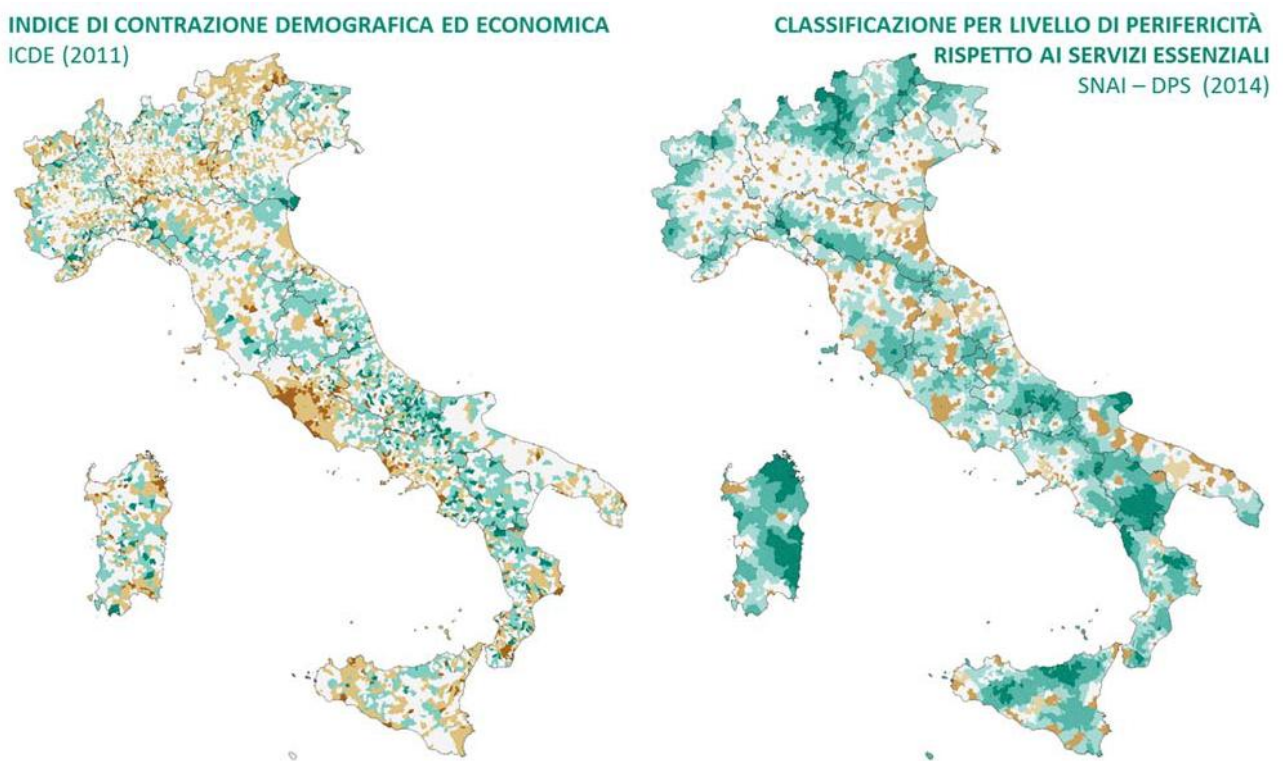 INDICE DI CONTRAZIONE DEMOGRAFICA ED ECONOMICA
ICDE (2011)
CLASSIFICAZIONE PER LIVELLO DI PERIFERICITÀ
RISPETTO AI SERVIZI ESSENZIALI
SNAI – DPS (2014)